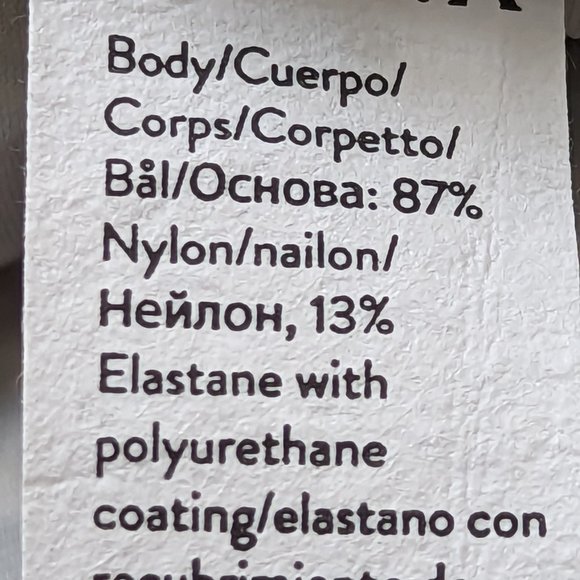 Body/Cuerpo/
Corps/Corpetto/
Bål/Основа: 87%
Nylon/nailon/
Нейлон, 13%
Elastane with
polyurethane
coating/elastano con